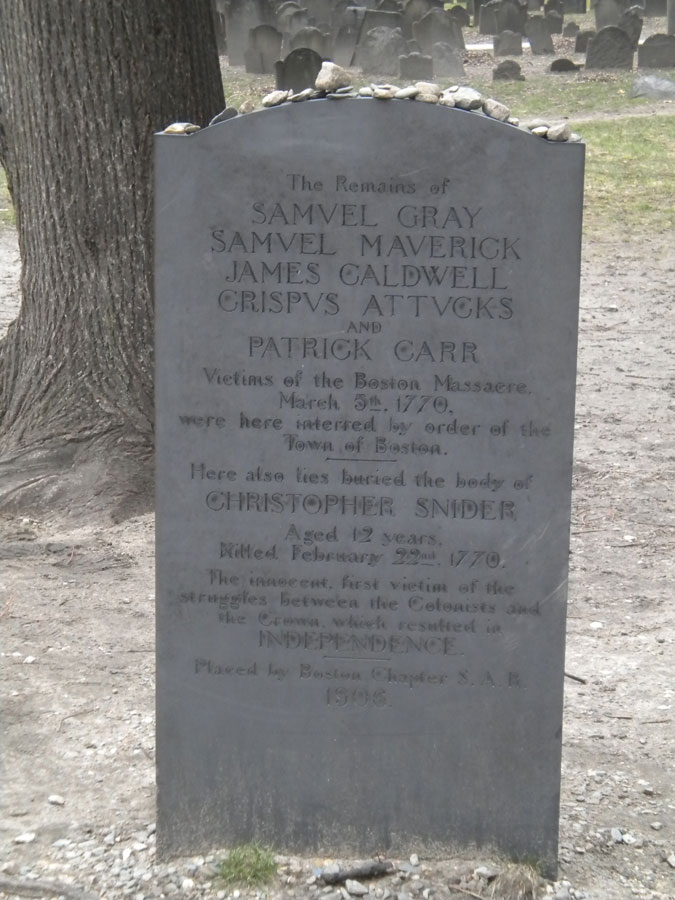 The Remains of
SAMVEL GRAY
SAMVEL MAVERICK
JAMES CALDWELL
CRISPVS ATTVCKS
AND
PATRICK CARR
Victims of the Boston Massacre,
March 5th, 1770,
were here interred by order of the
Town of Boston.
Here also lies buried the body of
CHRISTOPHER SNIDER
Aged 12 years,
Killed February 22nd, 1770.
The innocent, first victim of the
struggles between the Colonists and
the Crown, which resulted in
INDEPENDENCE.
Placed by Boston Chapter S. A. R.
1906.